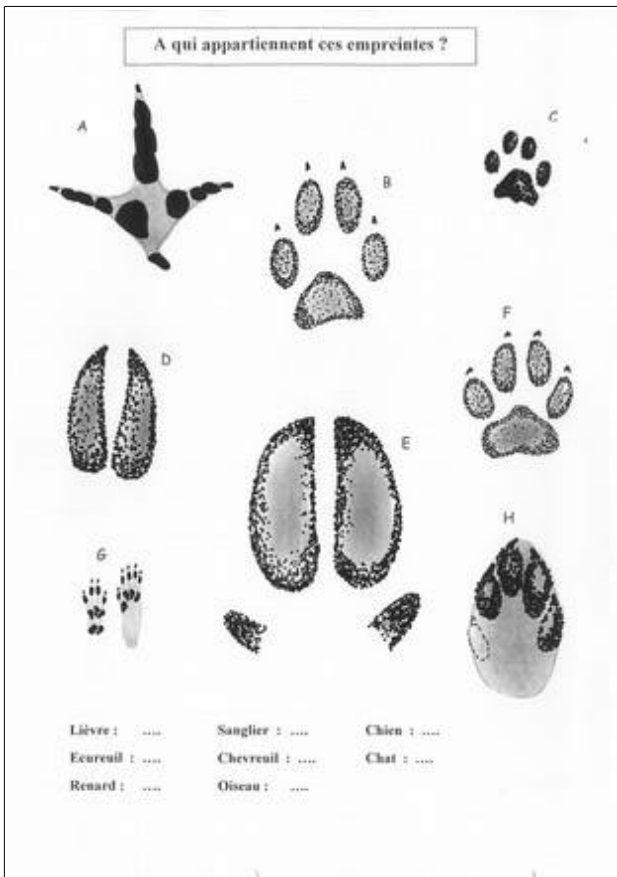 A qui appartiennent ces empreintes ?
A
B
C
D
E
F
G
H
Lièvre : .... Sanglier : .... Chien : ....
Ecureuil : .... Chevreuil : .... Chat : ....
Renard : .... Oiseau : ....